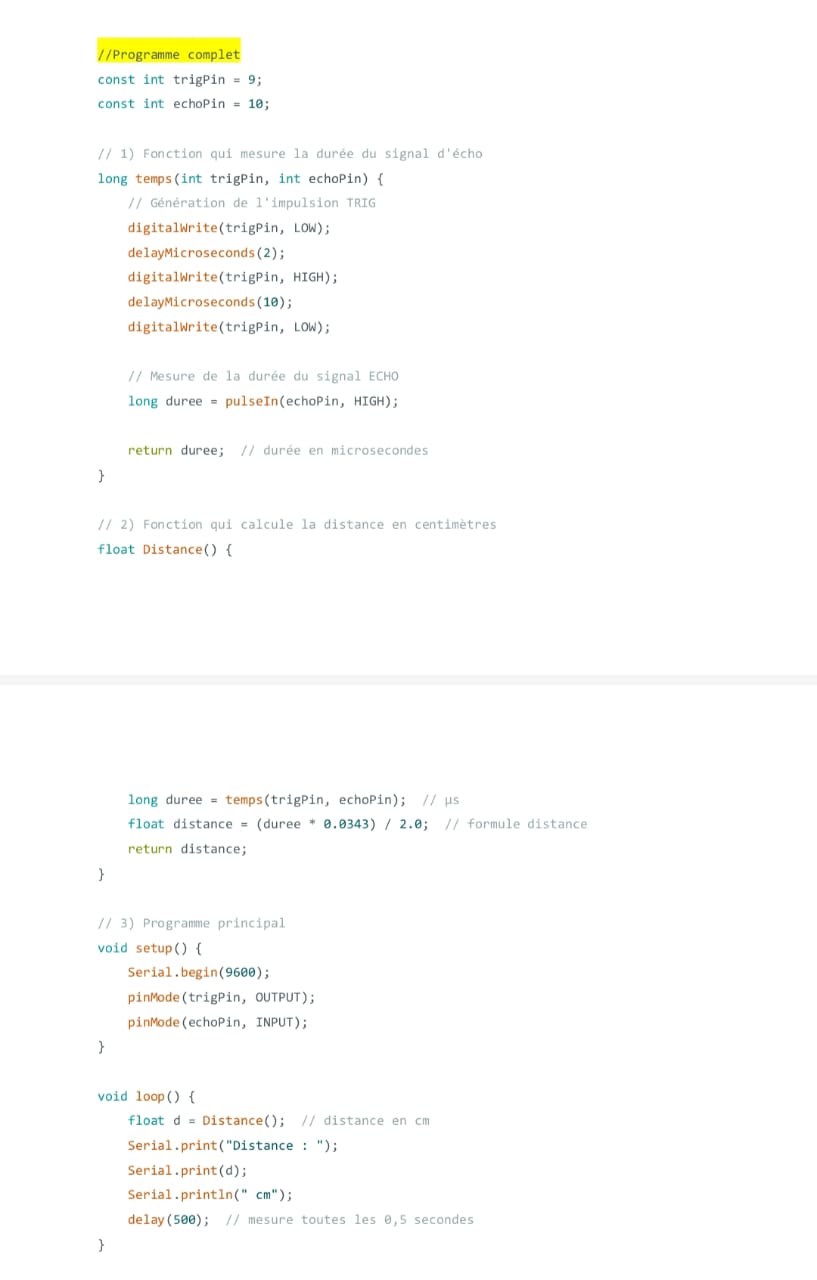 //Programme complet
const int trigPin = 9;
const int echoPin = 10;
// 1) Fonction qui mesure la durée du signal d'écho
long temps(int trigPin, int echoPin) {
// Génération de l'impulsion TRIG
digitalWrite(trigPin, LOW);
delayMicroseconds(2);
digitalWrite(trigPin, HIGH);
delayMicroseconds(10);
digitalWrite(trigPin, LOW);
// Mesure de la durée du signal ECHO
long duree = pulseIn(echoPin, HIGH);
return duree;  // durée en microsecondes
}
// 2) Fonction qui calcule la distance en centimètres
float Distance() {
long duree = temps(trigPin, echoPin);  // µs
float distance = (duree * 0.0343) / 2.0;  // formule distance
return distance;
}
// 3) Programme principal
void setup() {
Serial.begin(9600);
pinMode(trigPin, OUTPUT);
pinMode(echoPin, INPUT);
}
void loop() {
float d = Distance();  // distance en cm
Serial.print("Distance : ");
Serial.print(d);
Serial.println(" cm");
delay(500);  // mesure toutes les 0,5 secondes
}